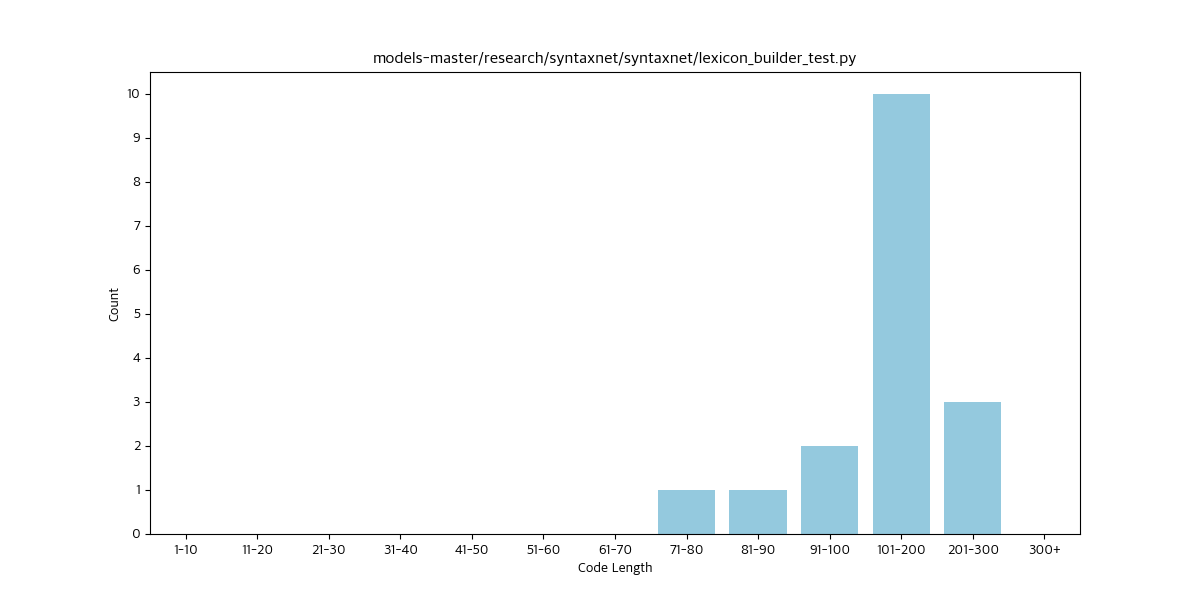 models-master/research/syntaxnet/syntaxnet/lexicon_builder_test.py
10
9
8
7
6
5
4
3
2
1
0
Count
1-10 11-20 21-30 31-40 41-50 51-60 61-70 71-80 81-90 91-100 101-200 201-300 300+
Code Length